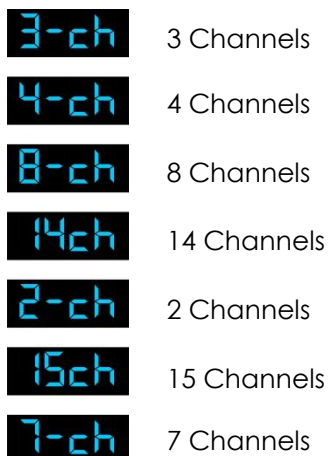 3-ch 3 Channels
4-ch 4 Channels
8-ch 8 Channels
14ch 14 Channels
2-ch 2 Channels
15ch 15 Channels
7-ch 7 Channels